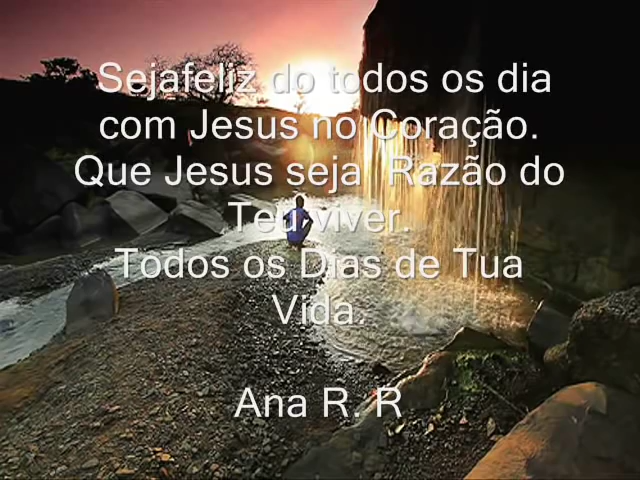 Sejafeliz do todos os dia
com Jesus no Coração.
Que Jesus seja Razão do
Teu viver.
Todos os Dias de Tua
Vida.
Ana R. R